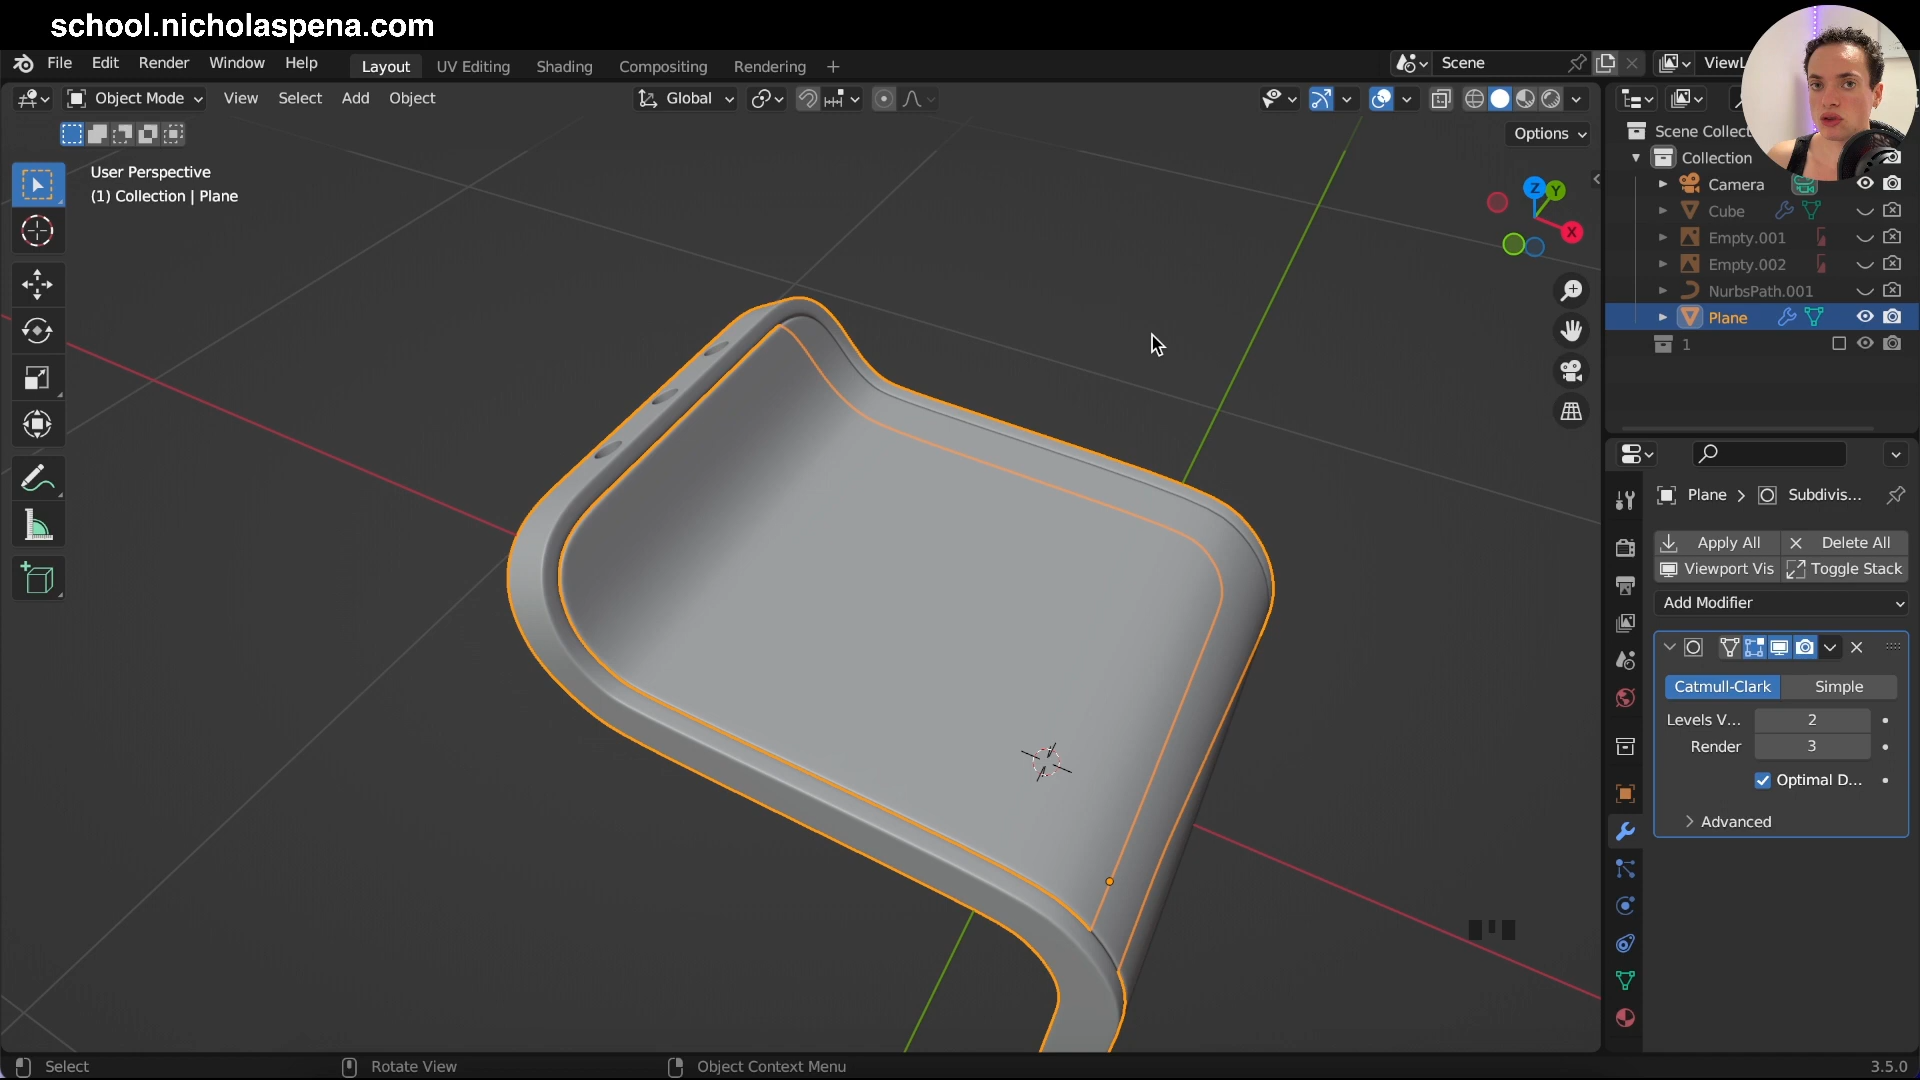 school.nicholaspena.com
File Edit Render Window Help Layout UV Editing Shading Compositing Rendering + Scene
Object Mode View Select Add Object Global
Options
User Perspective
(1) Collection | Plane
Z Y X
Collection
Camera
Cube
Empty.001
Empty.002
NurbsPath.001
Plane
1
Plane > Subdivis...
Apply All Delete All
Viewport Vis Toggle Stack
Add Modifier
Catmull-Clark Simple
Levels V... 2
Render 3
Optimal D...
Advanced
Select Rotate View Object Context Menu 3.5.0